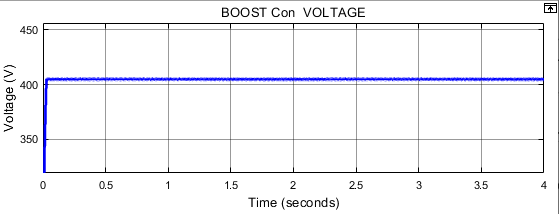 BOOST Con  VOLTAGE
450
400
350
Voltage (V)
0 0.5 1 1.5 2 2.5 3 3.5 4
Time (seconds)